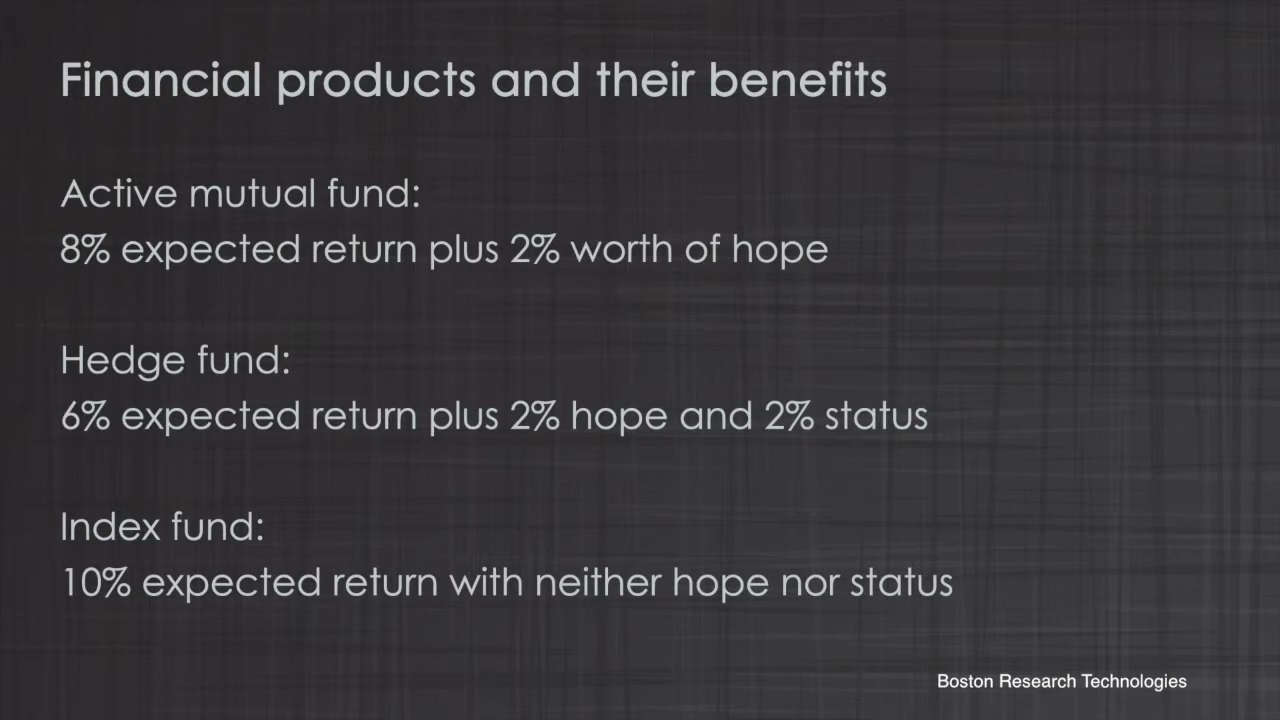 Financial products and their benefits
Active mutual fund:
8% expected return plus 2% worth of hope
Hedge fund:
6% expected return plus 2% hope and 2% status
Index fund:
10% expected return with neither hope nor status
Boston Research Technologies